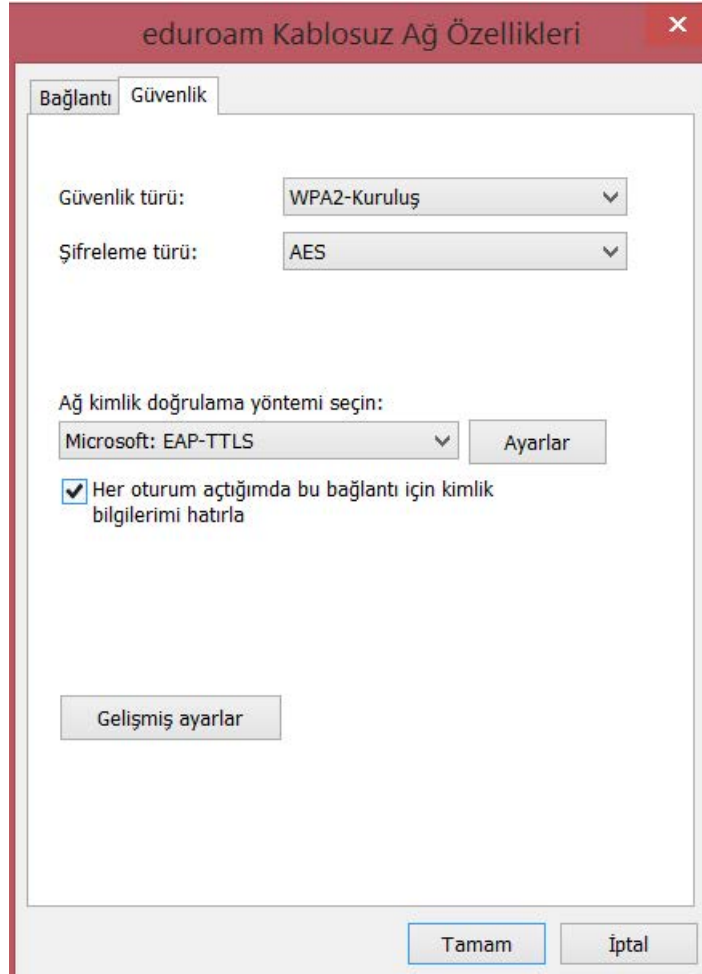 eduroam Kablosuz Ağ Özellikleri
Bağlantı Güvenlik
Güvenlik türü: WPA2-Kuruluş
Şifreleme türü: AES
Ağ kimlik doğrulama yöntemi seçin:
Microsoft: EAP-TTLS Ayarlar
Her oturum açtığımda bu bağlantı için kimlik
bilgilerimi hatırla
Gelişmiş ayarlar
Tamam İptal